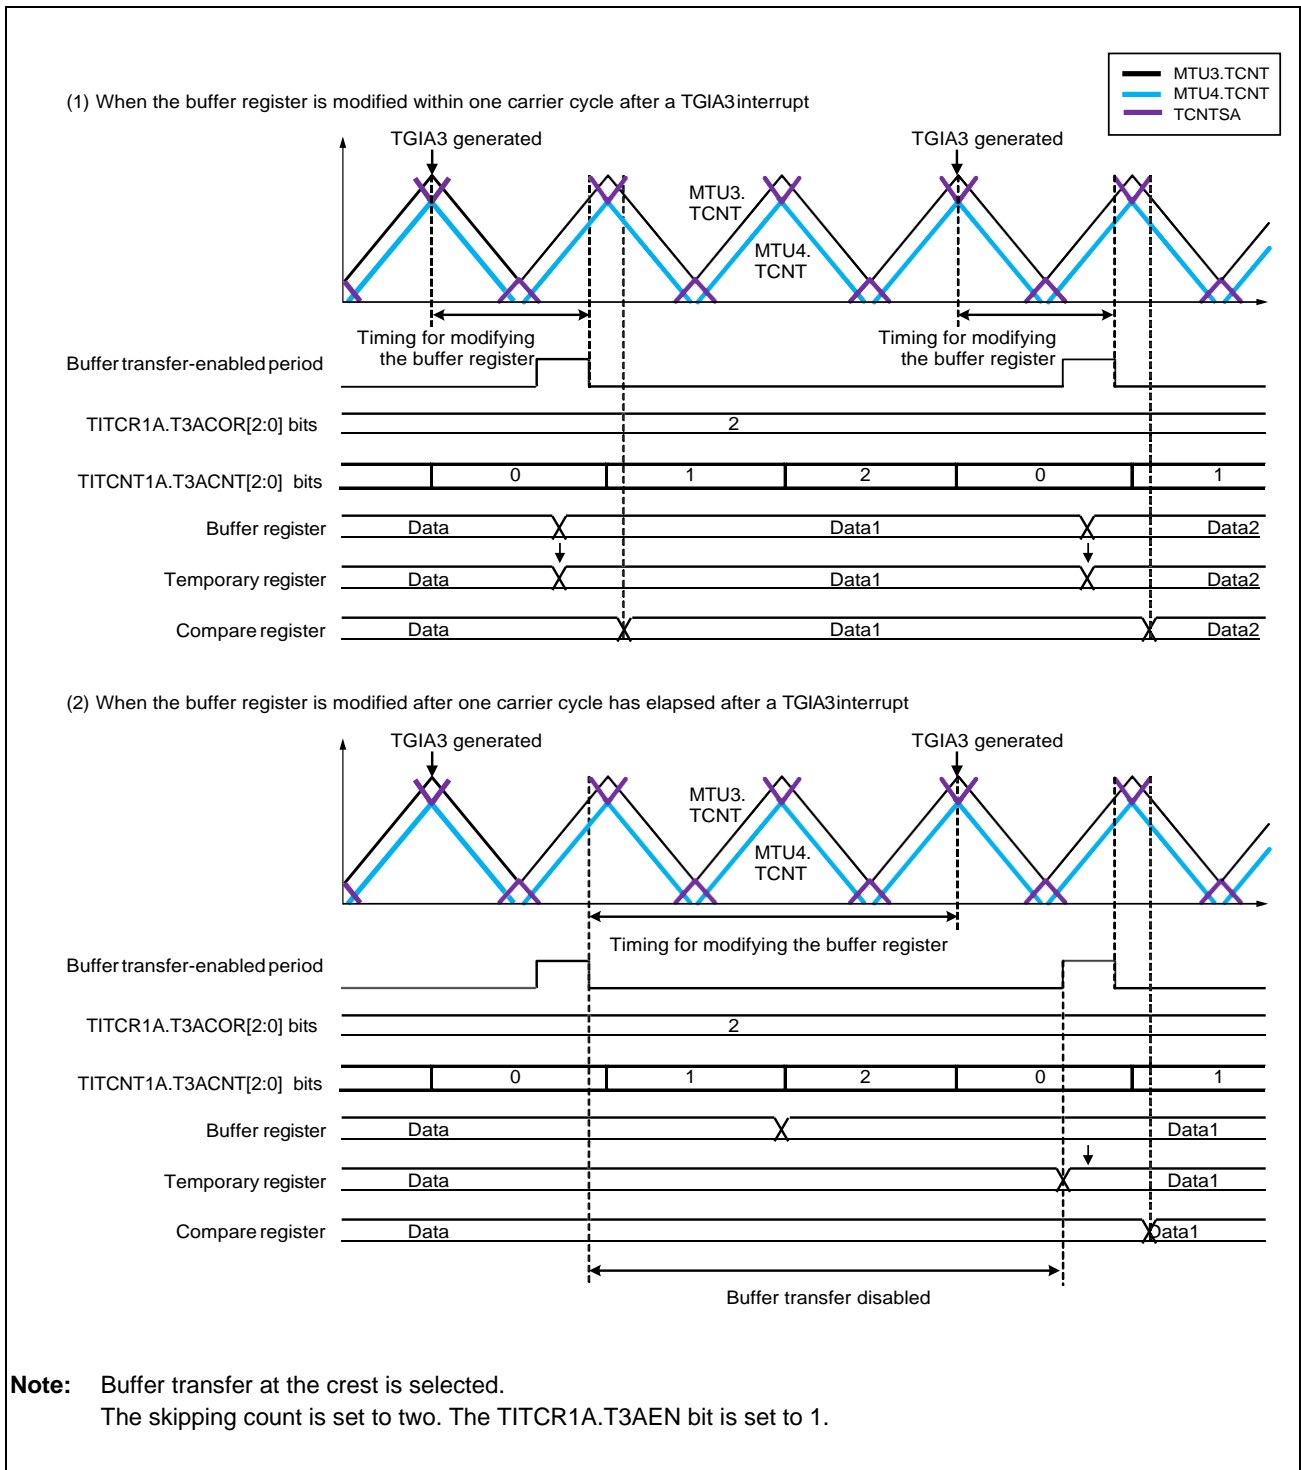 MTU3.TCNT
MTU4.TCNT
TCNTSA
(1) When the buffer register is modified within one carrier cycle after a TGIA3 interrupt
TGIA3 generated
TGIA3 generated
MTU3.
TCNT
MTU4.
TCNT
Timing for modifying
the buffer register
Timing for modifying
the buffer register
Buffer transfer-enabled period
TITCR1A.T3ACOR[2:0] bits
2
TITCNT1A.T3ACNT[2:0] bits
0
1
2
0
1
Buffer register
Data
Data1
Data2
Temporary register
Data
Data1
Data2
Compare register
Data
Data1
Data2
(2) When the buffer register is modified after one carrier cycle has elapsed after a TGIA3 interrupt
TGIA3 generated
TGIA3 generated
MTU3.
TCNT
MTU4.
TCNT
Timing for modifying the buffer register
Buffer transfer-enabled period
TITCR1A.T3ACOR[2:0] bits
2
TITCNT1A.T3ACNT[2:0] bits
0
1
2
0
1
Buffer register
Data
Data1
Temporary register
Data
Data1
Compare register
Data
Data1
Buffer transfer disabled
Note: Buffer transfer at the crest is selected.
The skipping count is set to two. The TITCR1A.T3AEN bit is set to 1.